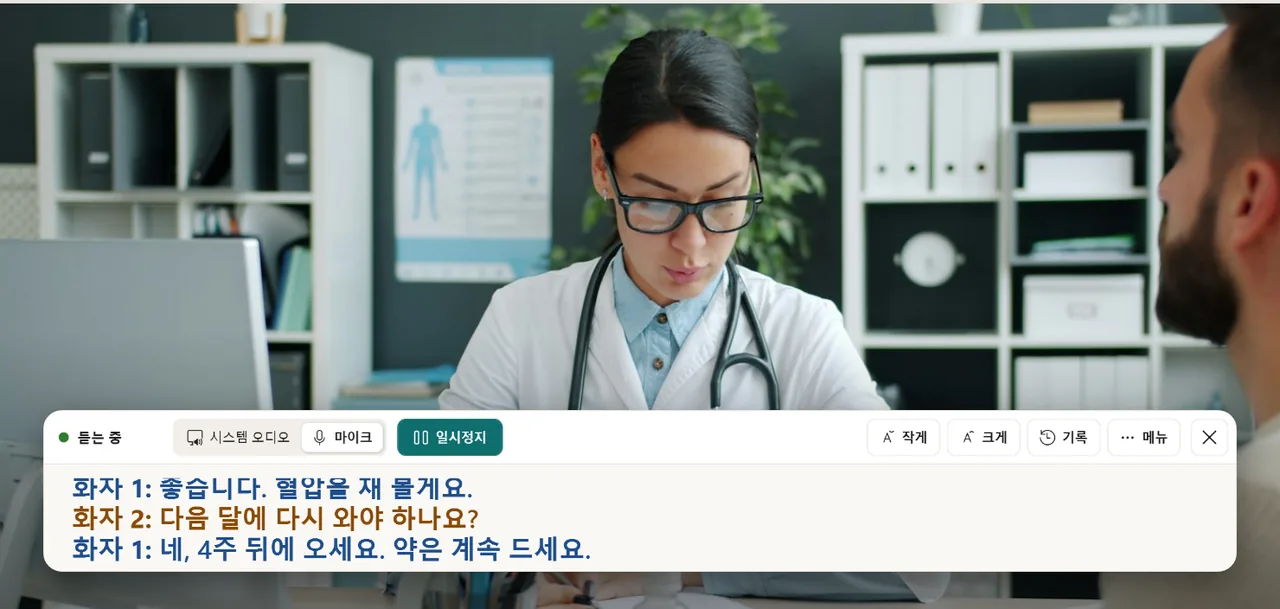 듣는 중
시스템 오디오
마이크
일시정지
작게
크게
기록
메뉴
화자 1: 좋습니다. 혈압을 재 볼게요.
화자 2: 다음 달에 다시 와야 하나요?
화자 1: 네, 4주 뒤에 오세요. 약은 계속 드세요.